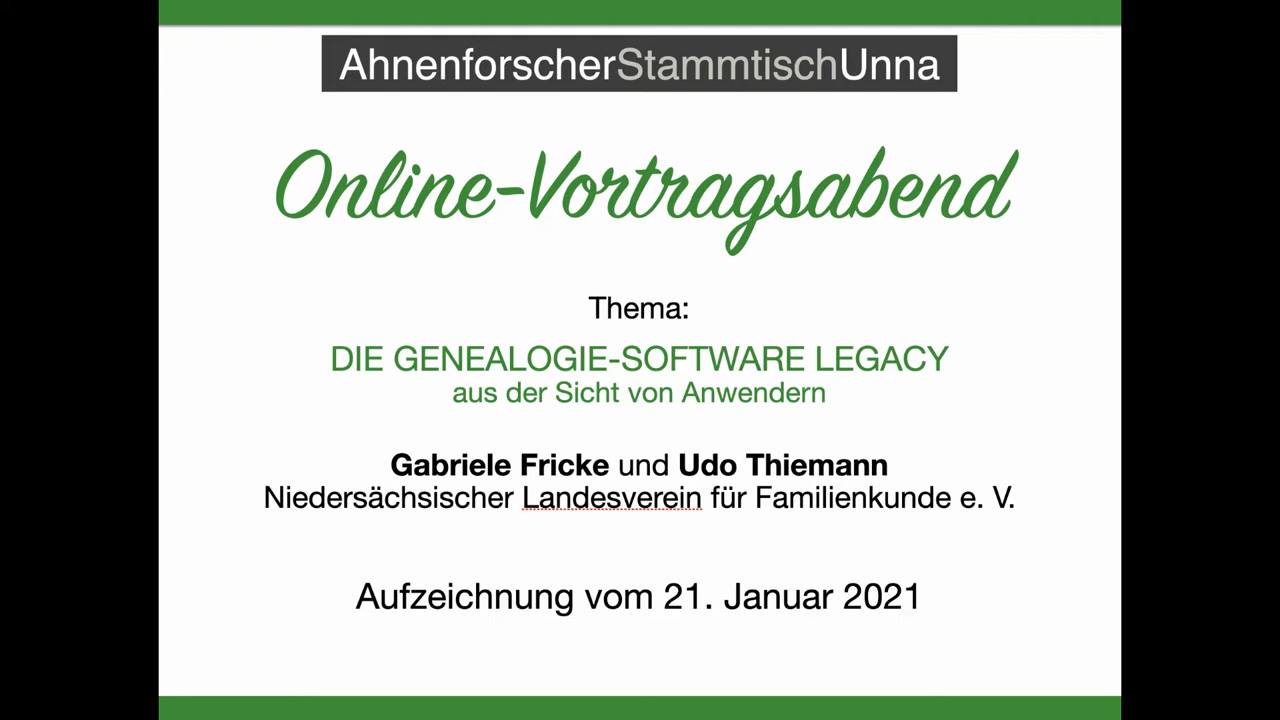 AhnenforscherStammtischUnna
Online-Vortragsabend
Thema:
DIE GENEALOGIE-SOFTWARE LEGACY
aus der Sicht von Anwendern
Gabriele Fricke und Udo Thiemann
Niedersächsischer Landesverein für Familienkunde e. V.
Aufzeichnung vom 21. Januar 2021